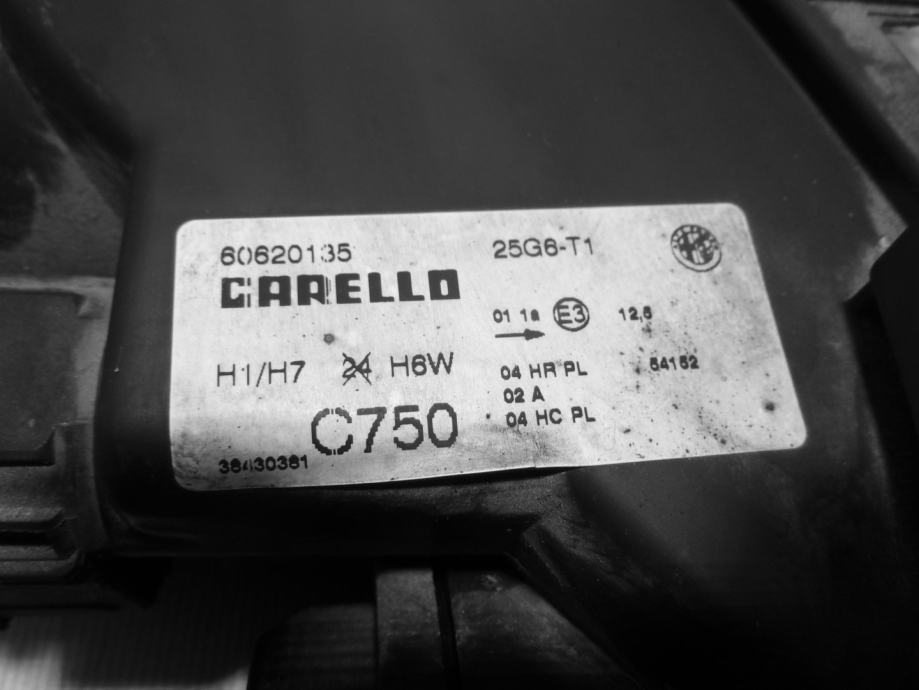 60620135 25G6-T1
CARELLO
01 1a E3 12,5
H1/H7 24 H6W
04 HR PL 54152
02 A
C750
04 HC PL
38430381